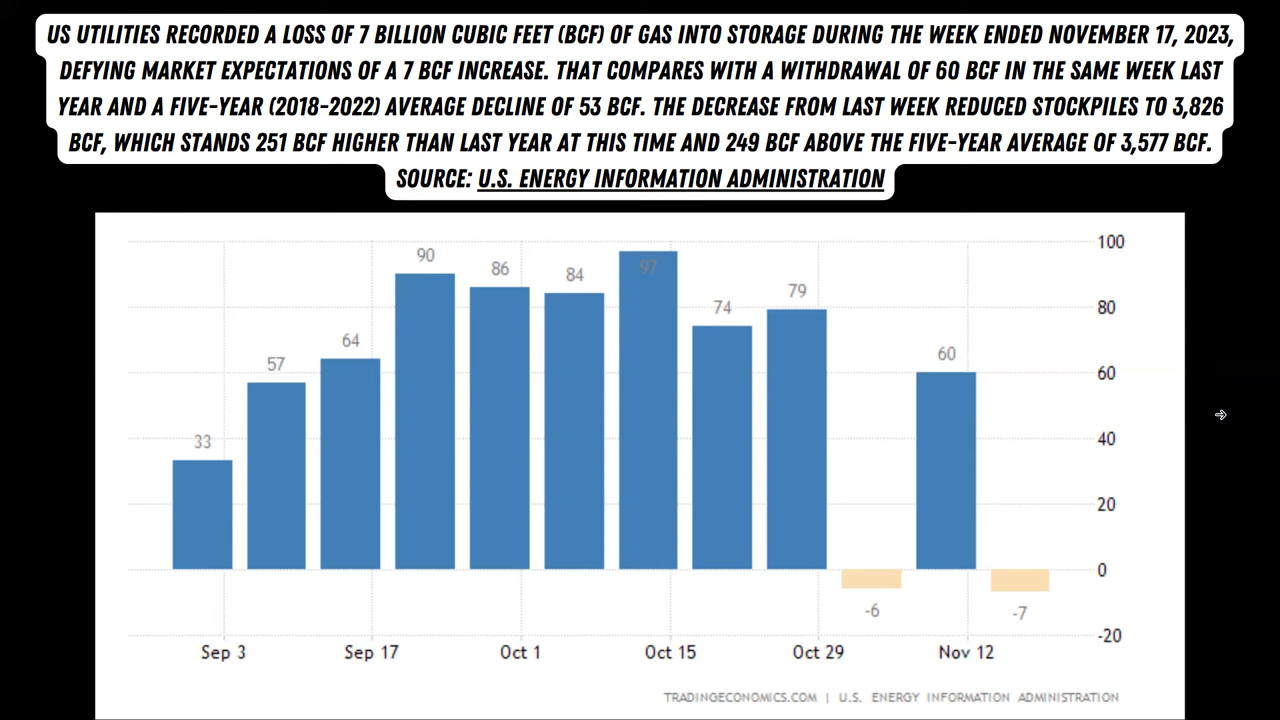 US UTILITIES RECORDED A LOSS OF 7 BILLION CUBIC FEET (BCF) OF GAS INTO STORAGE DURING THE WEEK ENDED NOVEMBER 17, 2023,
DEFYING MARKET EXPECTATIONS OF A 7 BCF INCREASE. THAT COMPARES WITH A WITHDRAWAL OF 60 BCF IN THE SAME WEEK LAST
YEAR AND A FIVE-YEAR (2018-2022) AVERAGE DECLINE OF 53 BCF. THE DECREASE FROM LAST WEEK REDUCED STOCKPILES TO 3,826
BCF, WHICH STANDS 251 BCF HIGHER THAN LAST YEAR AT THIS TIME AND 249 BCF ABOVE THE FIVE-YEAR AVERAGE OF 3,577 BCF.
SOURCE: U.S. ENERGY INFORMATION ADMINISTRATION
33
57
64
90
86
84
97
74
79
-6
60
-7
100
80
60
40
20
0
-20
Sep 3
Sep 17
Oct 1
Oct 15
Oct 29
Nov 12
TRADINGECONOMICS.COM | U.S. ENERGY INFORMATION ADMINISTRATION